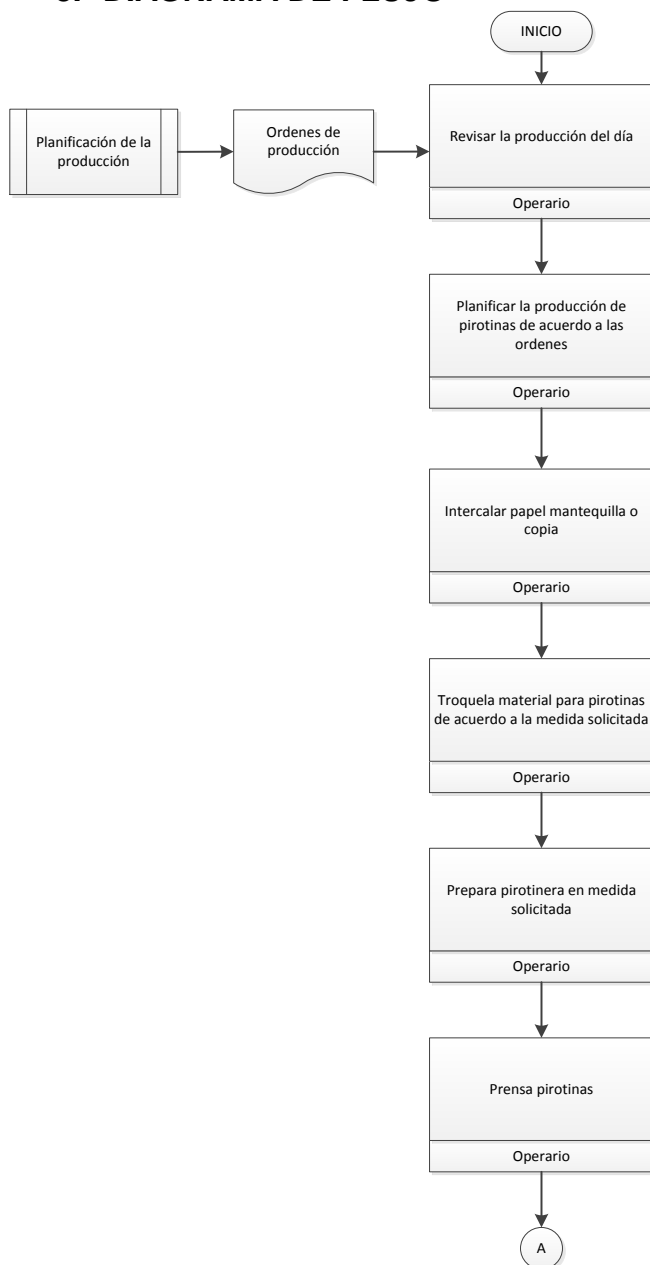 INICIO
Planificación de la
producción
Ordenes de
producción
Revisar la producción del día
Operario
Planificar la producción de
pirotinas de acuerdo a las
ordenes
Operario
Intercalar papel mantequilla o
copia
Operario
Troquela material para pirotinas
de acuerdo a la medida solicitada
Operario
Prepara pirotinera en medida
solicitada
Operario
Prensa pirotinas
Operario
A